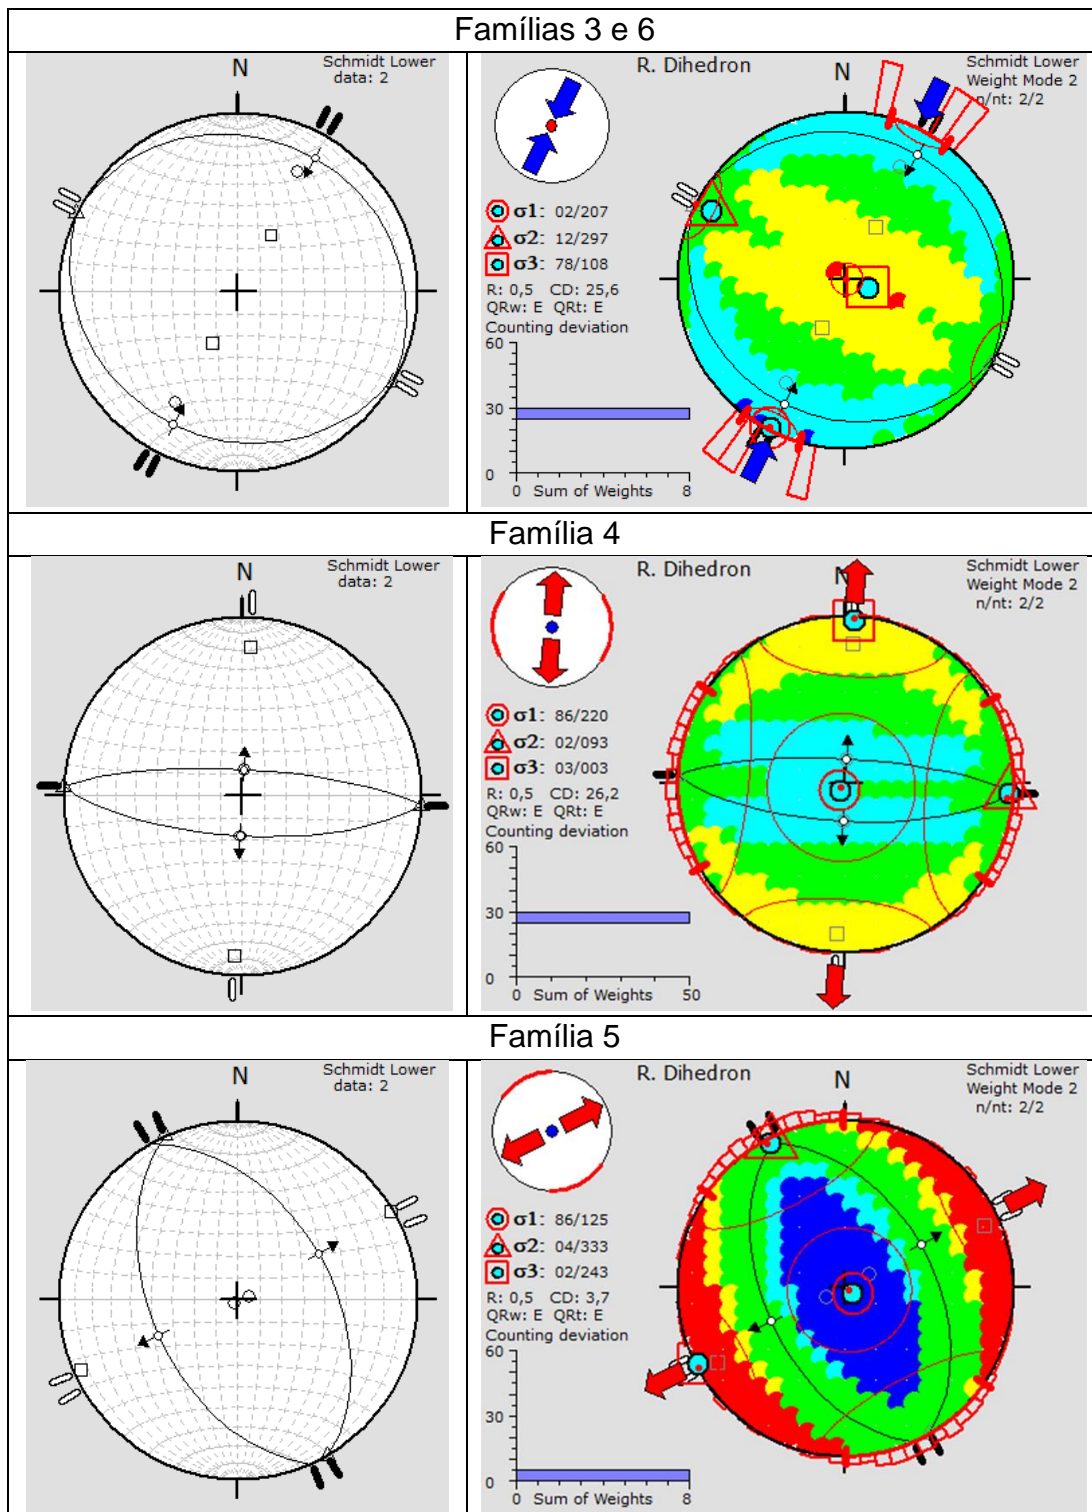 Famílias 3 e 6
Schmidt Lower
data: 2
N
R. Dihedron
N
Schmidt Lower
Weight Mode 2
n/nt: 2/2
σ1: 02/207
σ2: 12/297
σ3: 78/108
R: 0,5 CD: 25,6
QRw: E QRt: E
Counting deviation
60
30
0
0 Sum of Weights 8
Família 4
Schmidt Lower
data: 2
N
R. Dihedron
N
Schmidt Lower
Weight Mode 2
n/nt: 2/2
σ1: 86/220
σ2: 02/093
σ3: 03/003
R: 0,5 CD: 26,2
QRw: E QRt: E
Counting deviation
60
30
0
0 Sum of Weights 50
Família 5
Schmidt Lower
data: 2
N
R. Dihedron
N
Schmidt Lower
Weight Mode 2
n/nt: 2/2
σ1: 86/125
σ2: 04/333
σ3: 02/243
R: 0,5 CD: 3,7
QRw: E QRt: E
Counting deviation
60
30
0
0 Sum of Weights 8